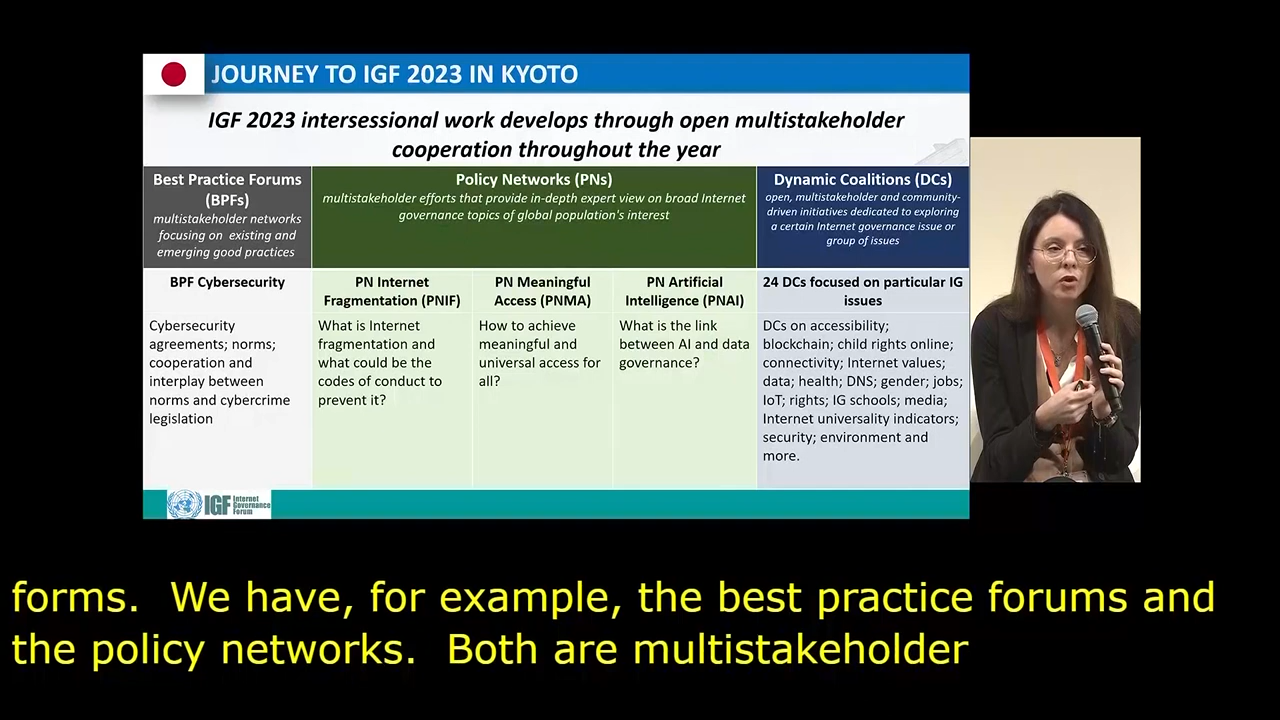 JOURNEY TO IGF 2023 IN KYOTO
IGF 2023 intersessional work develops through open multistakeholder
cooperation throughout the year
Best Practice Forums
(BPFs)
multistakeholder networks
focusing on existing and
emerging good practices
Policy Networks (PNs)
multistakeholder efforts that provide in-depth expert view on broad Internet
governance topics of global population's interest
Dynamic Coalitions (DCs)
open, multistakeholder and community-
driven initiatives dedicated to exploring
a certain Internet governance issue or
group of issues
BPF Cybersecurity
PN Internet
Fragmentation (PNIF)
PN Meaningful
Access (PNMA)
PN Artificial
Intelligence (PNAI)
24 DCs focused on particular IG
issues
Cybersecurity
agreements; norms;
cooperation and
interplay between
norms and cybercrime
legislation
What is Internet
fragmentation and
what could be the
codes of conduct to
prevent it?
How to achieve
meaningful and
universal access for
all?
What is the link
between AI and data
governance?
DCs on accessibility;
blockchain; child rights online;
connectivity; Internet values;
data; health; DNS; gender; jobs;
IoT; rights; IG schools; media;
Internet universality indicators;
security; environment and
more.
IGF
Internet
Governance
Forum
forms.  We have, for example, the best practice forums and
the policy networks.  Both are multistakeholder